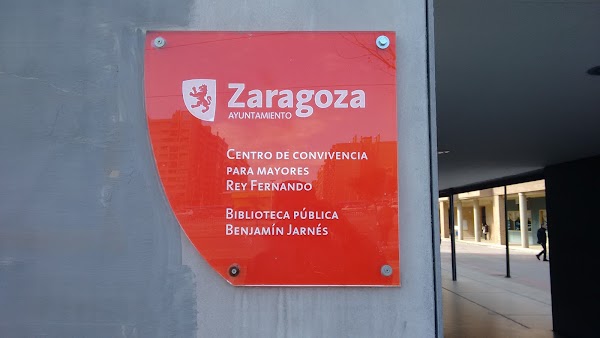 Zaragoza
AYUNTAMIENTO
CENTRO DE CONVIVENCIA
PARA MAYORES
REY FERNANDO
BIBLIOTECA PÚBLICA
BENJAMÍN JARNÉS